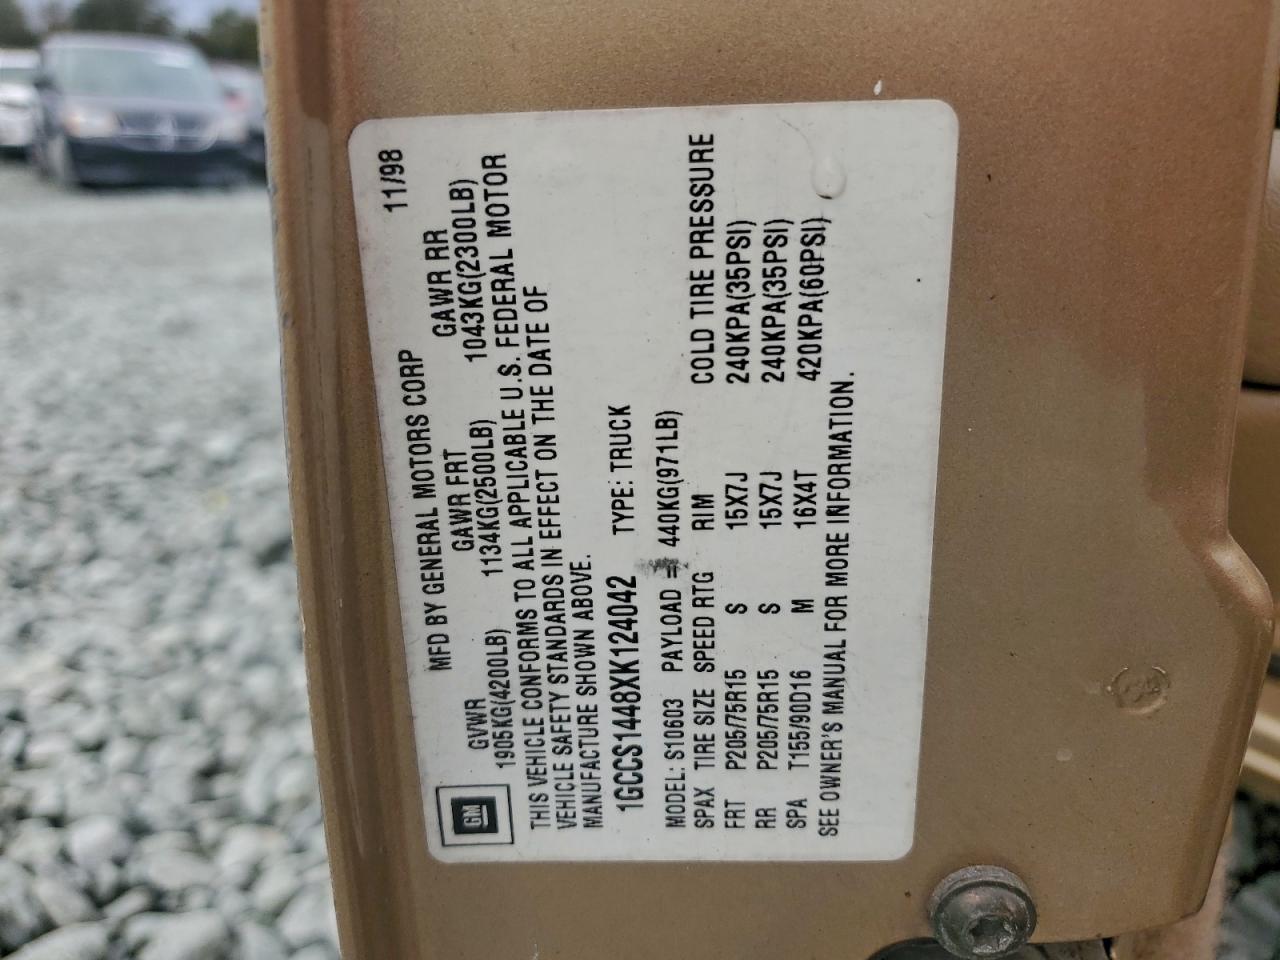 MFD BY GENERAL MOTORS CORP 11/98
GVWR GAWR FRT GAWR RR
1905KG(4200LB) 1134KG(2500LB) 1043KG(2300LB)
GM
THIS VEHICLE CONFORMS TO ALL APPLICABLE U.S. FEDERAL MOTOR
VEHICLE SAFETY STANDARDS IN EFFECT ON THE DATE OF
MANUFACTURE SHOWN ABOVE.
1GCCS1448XK124042 TYPE: TRUCK
MODEL: S10603 PAYLOAD = 440KG(971LB)
SPAX TIRE SIZE SPEED RTG RIM COLD TIRE PRESSURE
FRT P205/75R15 S 15X7J 240KPA(35PSI)
RR P205/75R15 S 15X7J 240KPA(35PSI)
SPA T155/90D16 M 16X4T 420KPA(60PSI)
SEE OWNER'S MANUAL FOR MORE INFORMATION.